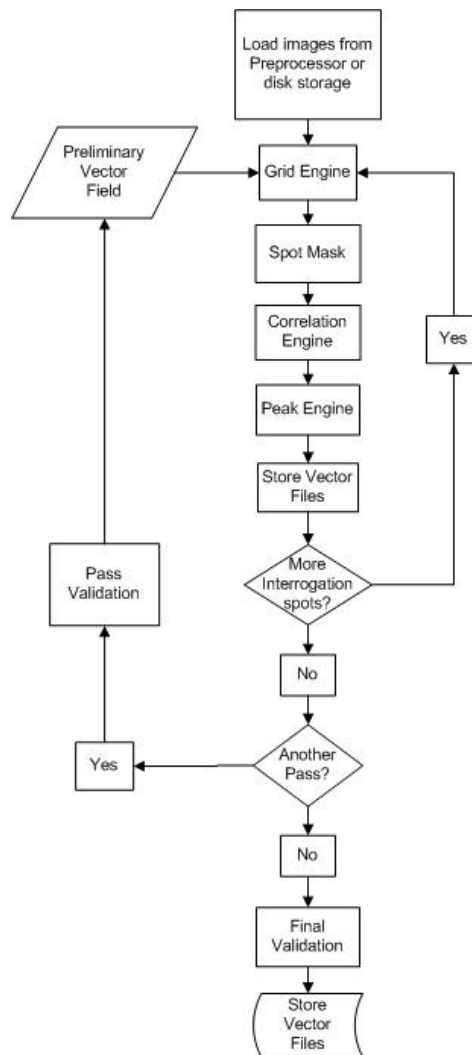 Load images from
Preprocessor or
disk storage
Preliminary
Vector
Field
Grid Engine
Spot Mask
Correlation
Engine
Yes
Peak Engine
Store Vector
Files
More
Interrogation
spots?
Pass
Validation
No
Another
Pass?
Yes
No
Final
Validation
Store
Vector
Files